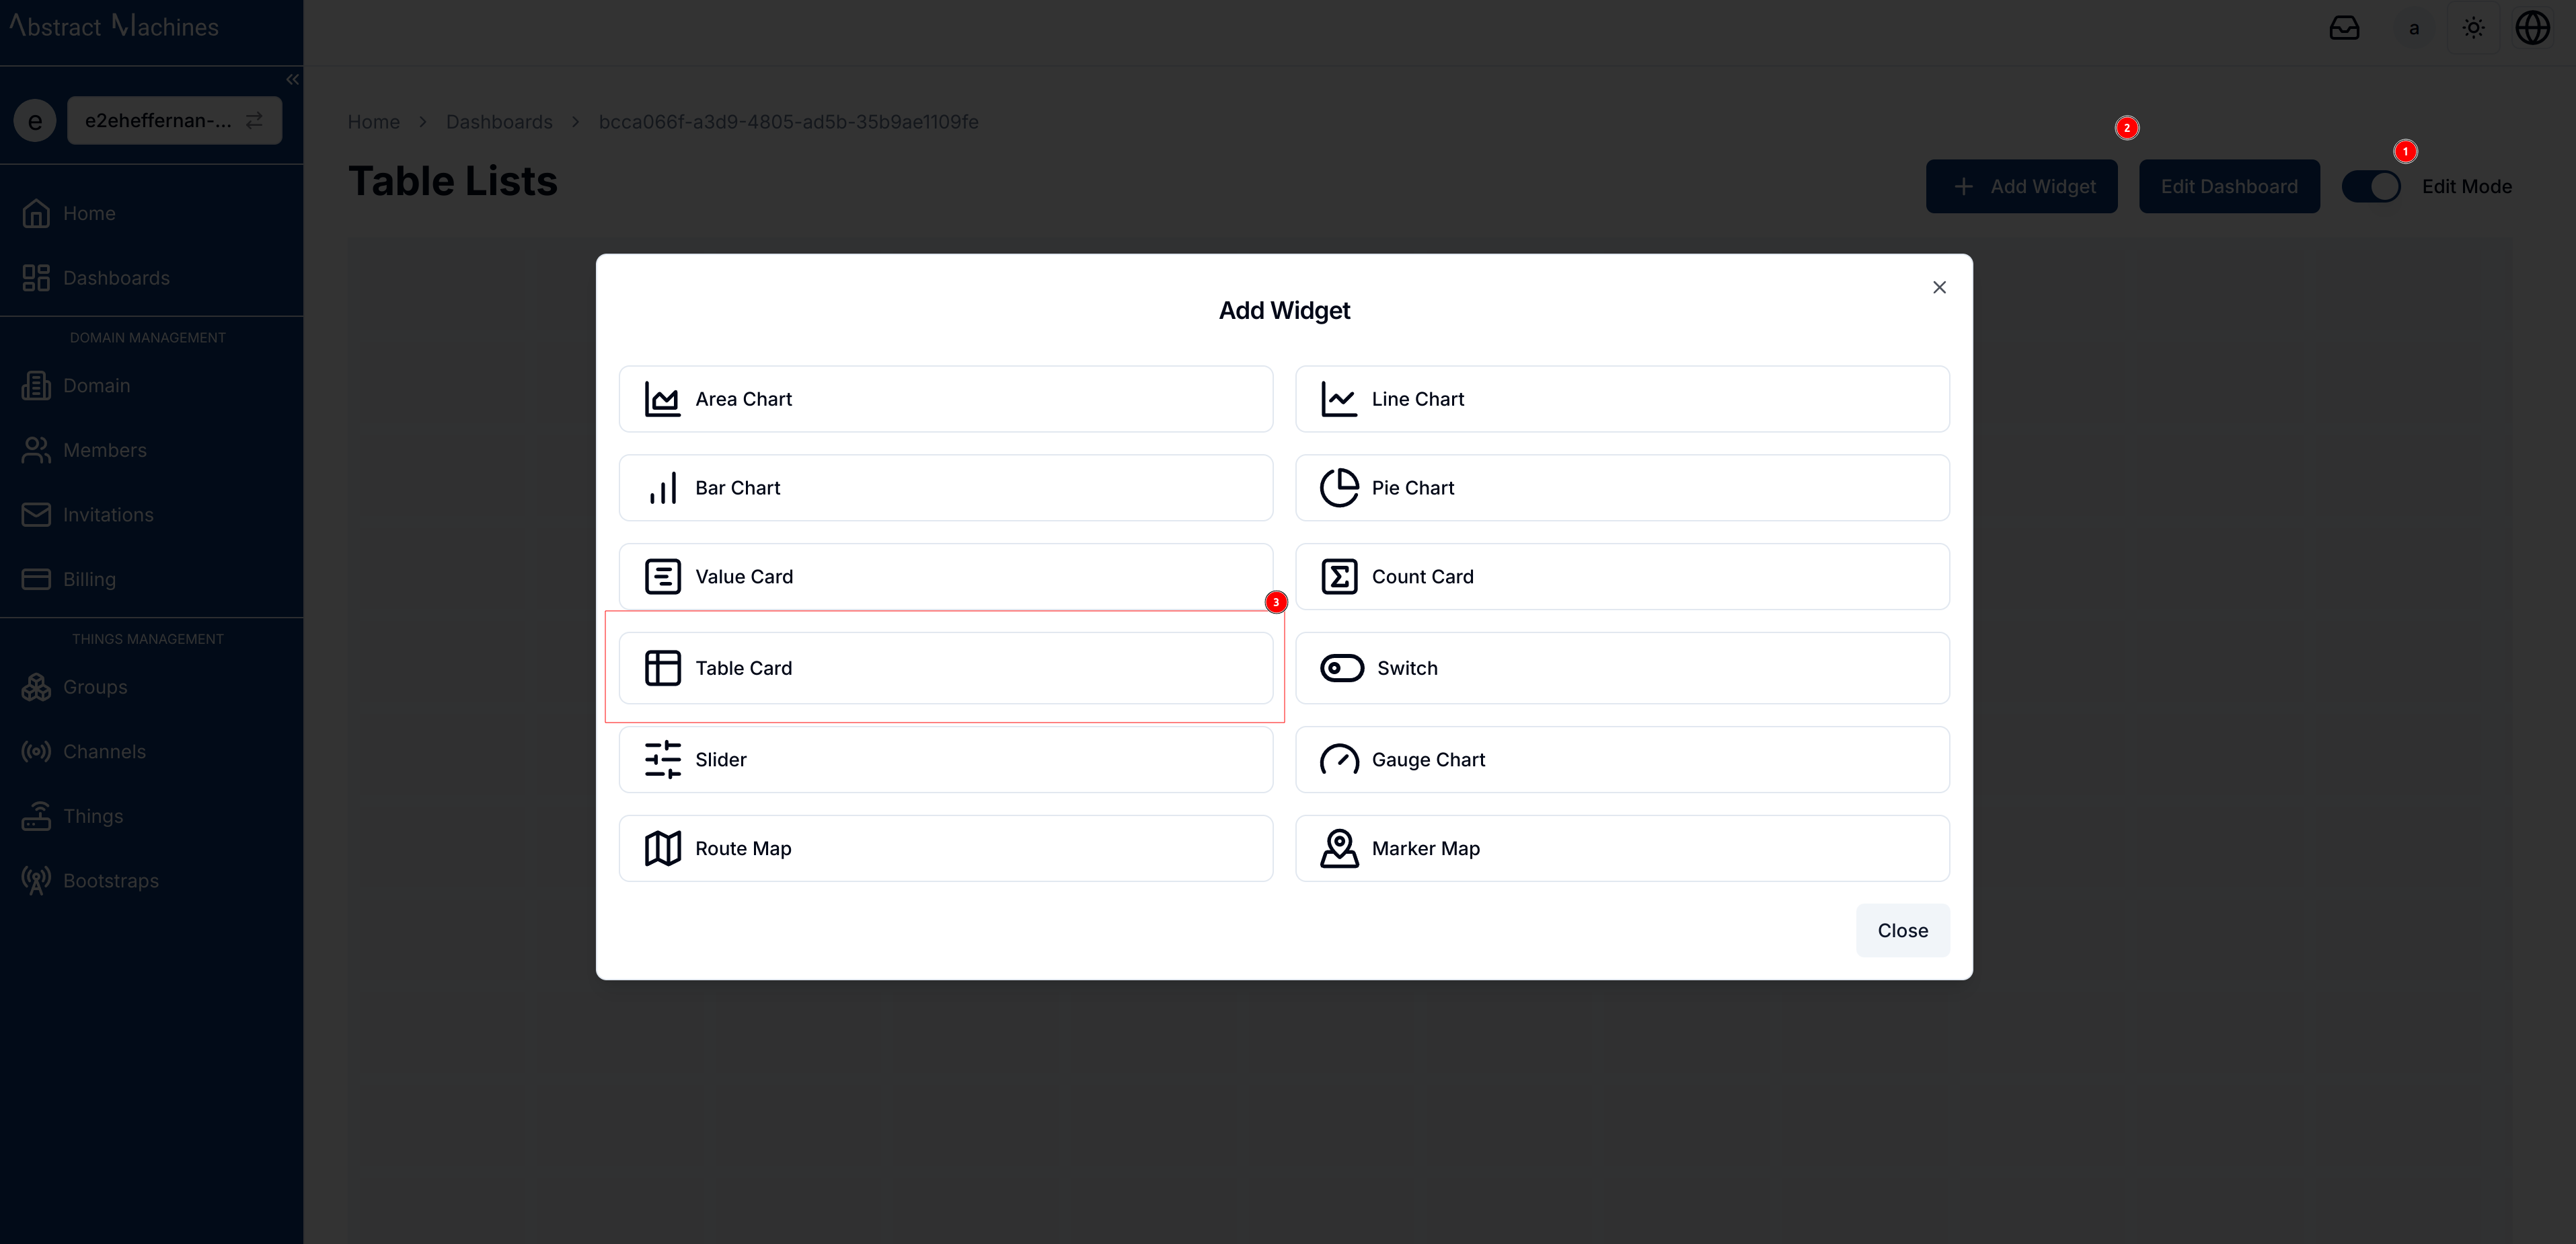 Abstract Machines
a
e
e2eheffernan-...
Home > Dashboards > bcca066f-a3d9-4805-ad5b-35b9ae1109fe
2
1
Table Lists
+ Add Widget
Edit Dashboard
Edit Mode
Home
Dashboards
DOMAIN MANAGEMENT
Domain
Members
Invitations
Billing
THINGS MANAGEMENT
Groups
Channels
Things
Bootstraps
Add Widget
Area Chart
Line Chart
Bar Chart
Pie Chart
Value Card
Count Card
3
Table Card
Switch
Slider
Gauge Chart
Route Map
Marker Map
Close